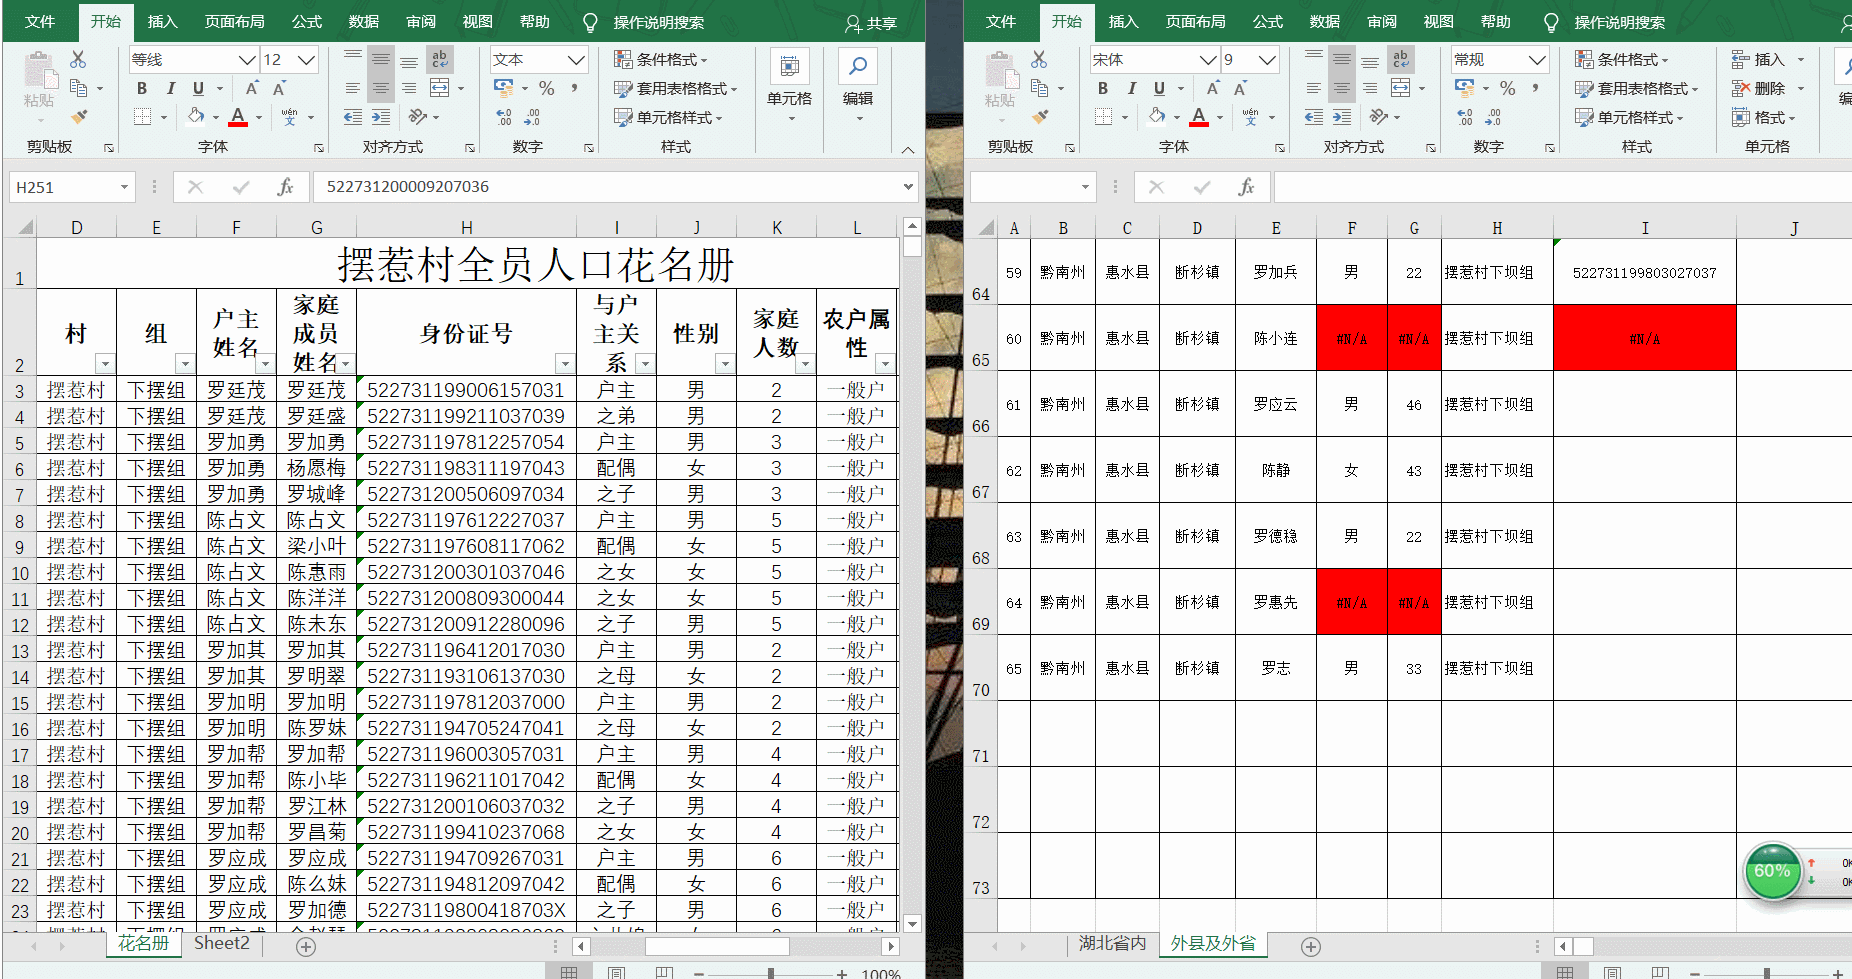 文件 开始 插入 页面布局 公式 数据 审阅 视图 帮助 操作说明搜索 共享
等线 12 文本 条件格式
粘贴 B I U 套用表格格式 单元格 编辑
单元格样式
剪贴板 字体 对齐方式 数字 样式
H251 fx 522731200009207036
D E F G H I J K L
1 摆惹村全员人口花名册
2 村 组 户主姓名 家庭成员姓名 身份证号 与户主关系 性别 家庭人数 农户属性
3 摆惹村 下摆组 罗廷茂 罗廷茂 522731199006157031 户主 男 2 一般户
4 摆惹村 下摆组 罗廷茂 罗廷盛 522731199211037039 之弟 男 2 一般户
5 摆惹村 下摆组 罗加勇 罗加勇 522731197812257054 户主 男 3 一般户
6 摆惹村 下摆组 罗加勇 杨愿梅 522731198311197043 配偶 女 3 一般户
7 摆惹村 下摆组 罗加勇 罗城峰 522731200506097034 之子 男 3 一般户
8 摆惹村 下摆组 陈占文 陈占文 522731197612227037 户主 男 5 一般户
9 摆惹村 下摆组 陈占文 梁小叶 522731197608117062 配偶 女 5 一般户
10 摆惹村 下摆组 陈占文 陈惠雨 522731200301037046 之女 女 5 一般户
11 摆惹村 下摆组 陈占文 陈洋洋 522731200809300044 之女 女 5 一般户
12 摆惹村 下摆组 陈占文 陈未东 522731200912280096 之子 男 5 一般户
13 摆惹村 下摆组 罗加其 罗加其 522731196412017030 户主 男 2 一般户
14 摆惹村 下摆组 罗加其 罗明翠 522731193106137030 之母 女 2 一般户
15 摆惹村 下摆组 罗加明 罗加明 522731197812037000 户主 男 2 一般户
16 摆惹村 下摆组 罗加明 陈罗妹 522731194705247041 之母 女 2 一般户
17 摆惹村 下摆组 罗加帮 罗加帮 522731196003057031 户主 男 4 一般户
18 摆惹村 下摆组 罗加帮 陈小毕 522731196211017042 配偶 女 4 一般户
19 摆惹村 下摆组 罗加帮 罗江林 522731200106037032 之子 男 4 一般户
20 摆惹村 下摆组 罗加帮 罗昌菊 522731199410237068 之女 女 4 一般户
21 摆惹村 下摆组 罗应成 罗应成 522731194709267031 户主 男 6 一般户
22 摆惹村 下摆组 罗应成 陈么妹 522731194812097042 配偶 女 6 一般户
23 摆惹村 下摆组 罗应成 罗加德 52273119800418703X 之子 男 6 一般户
花名册 Sheet2
100%
文件 开始 插入 页面布局 公式 数据 审阅 视图 帮助 操作说明搜索
宋体 9 常规 条件格式 插入
粘贴 B I U 套用表格格式 删除
单元格样式 格式
剪贴板 字体 对齐方式 数字 样式 单元格
fx
A B C D E F G H I J
64 59 黔南州 惠水县 断杉镇 罗加兵 男 22 摆惹村下坝组 522731199803027037
65 60 黔南州 惠水县 断杉镇 陈小连 #N/A #N/A 摆惹村下坝组 #N/A
66 61 黔南州 惠水县 断杉镇 罗应云 男 46 摆惹村下坝组
67 62 黔南州 惠水县 断杉镇 陈静 女 43 摆惹村下坝组
68 63 黔南州 惠水县 断杉镇 罗德稳 男 22 摆惹村下坝组
69 64 黔南州 惠水县 断杉镇 罗惠先 #N/A #N/A 摆惹村下坝组
70 65 黔南州 惠水县 断杉镇 罗志 男 33 摆惹村下坝组
71
72
73
60%
湖北省内 外县及外省